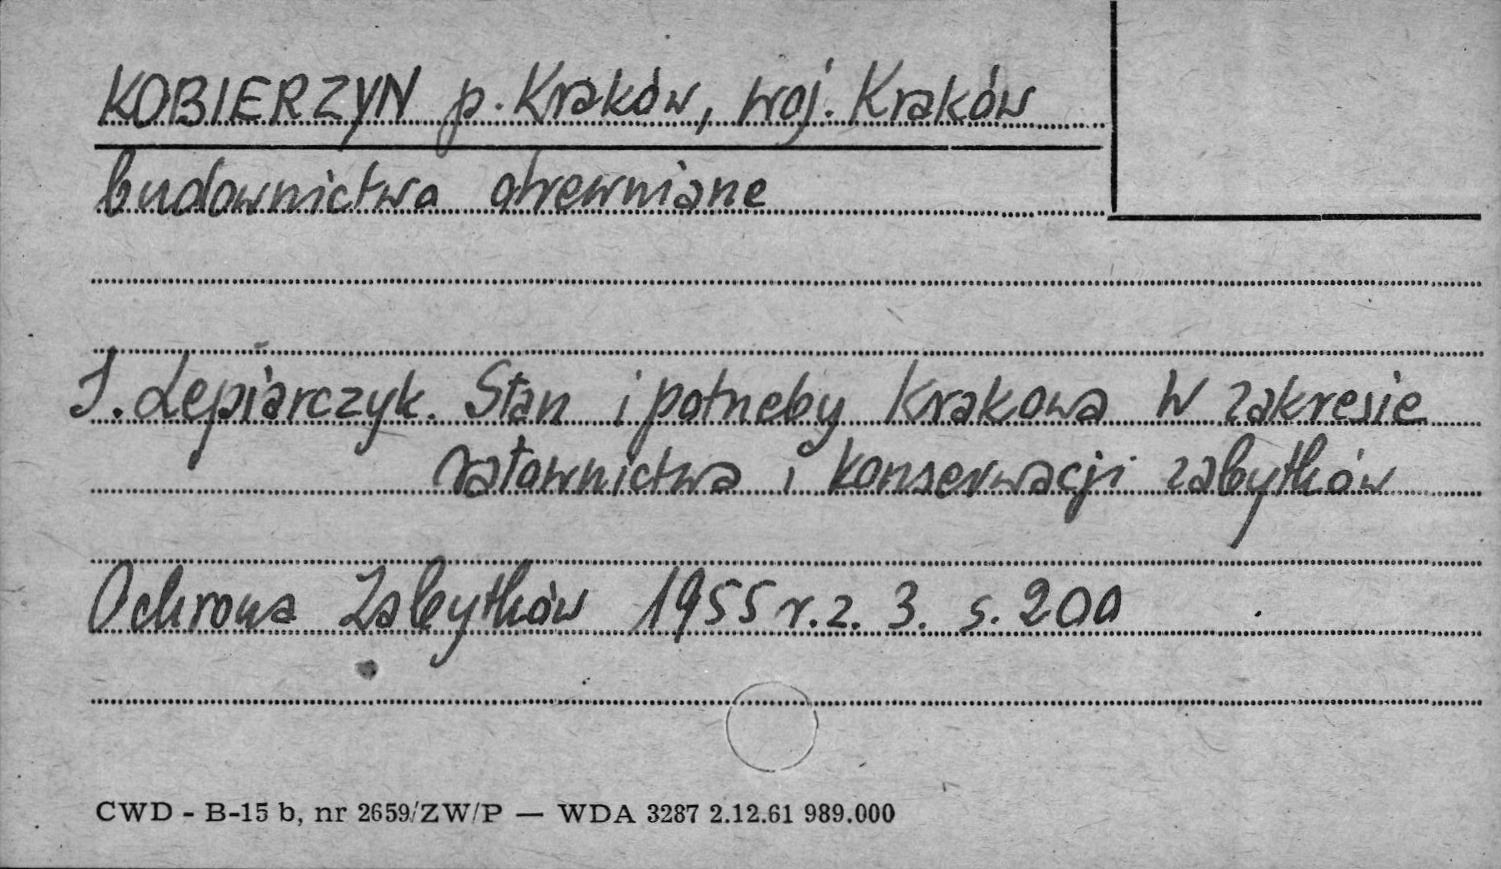 KOBIERZYN p. Kraków, woj. Kraków
budownictwo drewniane
J. Lepiarczyk. Stan i potrzeby Krakowa w zakresie
ratownictwa i konserwacji zabytków
Ochrona Zabytków 1955 r. z. 3. s. 200
CWD - B-15 b, nr 2659/ZW/P — WDA 3287 2.12.61 989.000